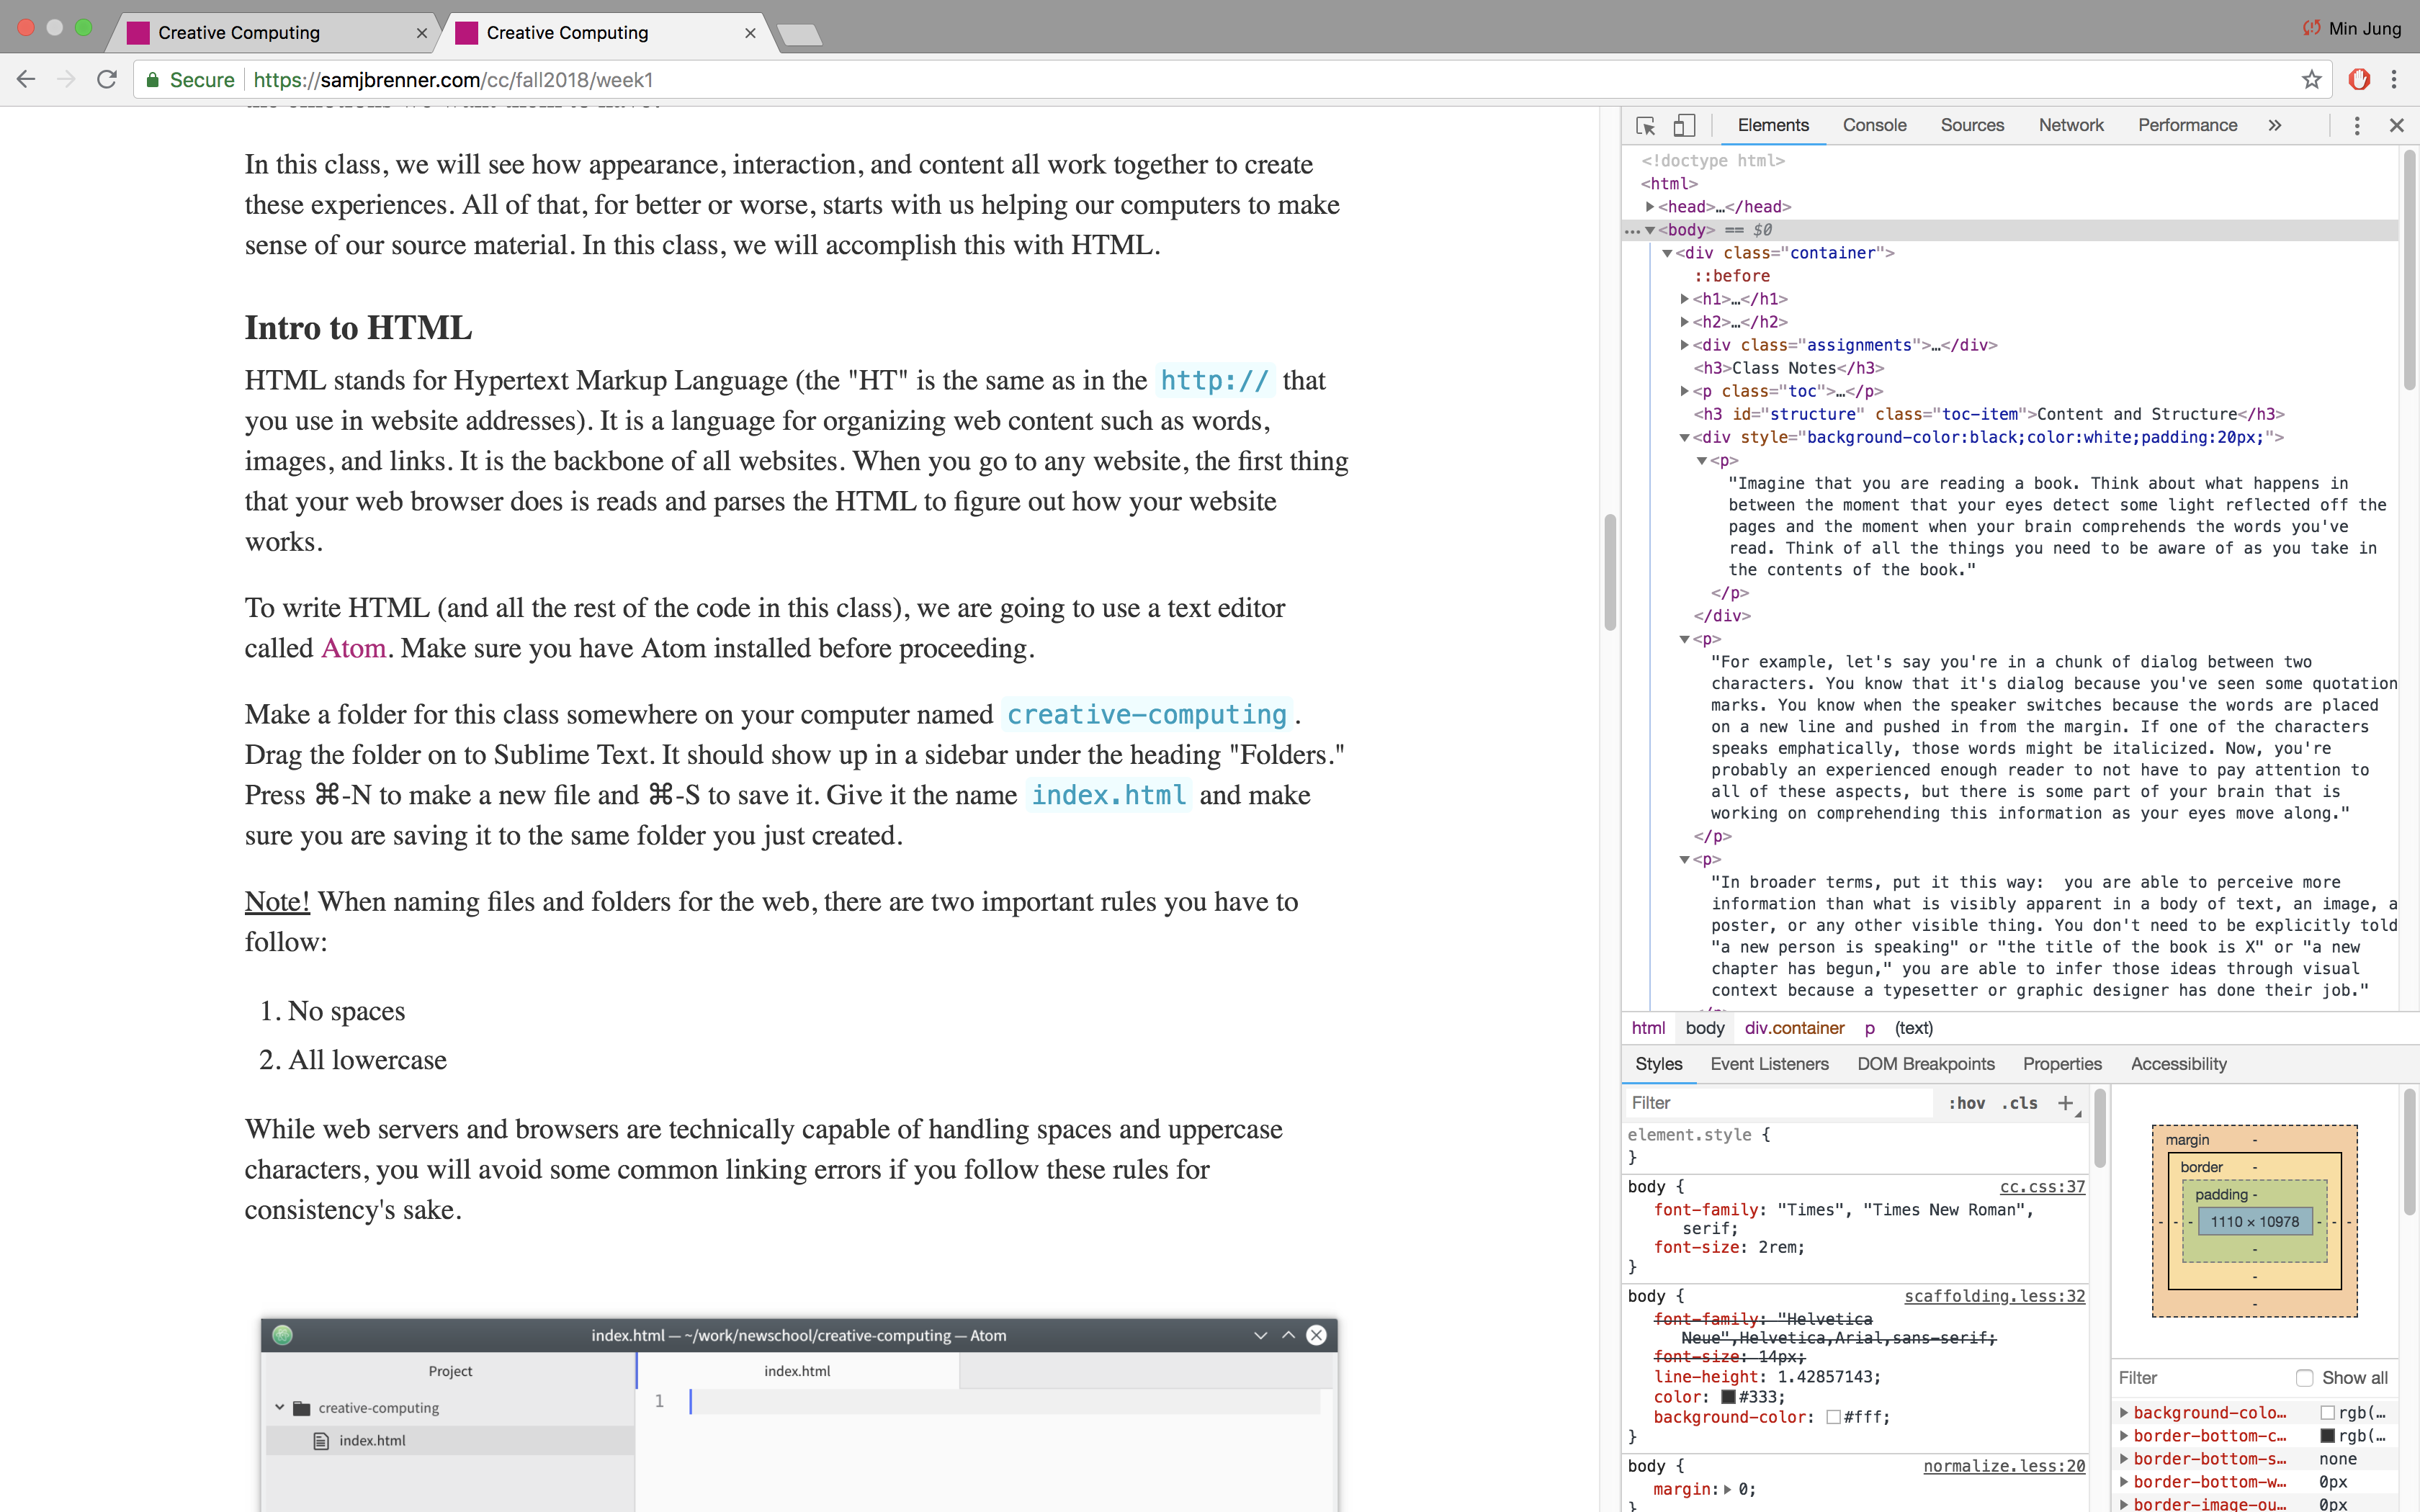 Creative Computing
Creative Computing
Min Jung
Secure https://samjbrenner.com/cc/fall2018/week1
In this class, we will see how appearance, interaction, and content all work together to create
these experiences. All of that, for better or worse, starts with us helping our computers to make
sense of our source material. In this class, we will accomplish this with HTML.
Intro to HTML
HTML stands for Hypertext Markup Language (the "HT" is the same as in the http:// that
you use in website addresses). It is a language for organizing web content such as words,
images, and links. It is the backbone of all websites. When you go to any website, the first thing
that your web browser does is reads and parses the HTML to figure out how your website
works.
To write HTML (and all the rest of the code in this class), we are going to use a text editor
called Atom. Make sure you have Atom installed before proceeding.
Make a folder for this class somewhere on your computer named creative-computing.
Drag the folder on to Sublime Text. It should show up in a sidebar under the heading "Folders."
Press ⌘-N to make a new file and ⌘-S to save it. Give it the name index.html and make
sure you are saving it to the same folder you just created.
Note! When naming files and folders for the web, there are two important rules you have to
follow:
1. No spaces
2. All lowercase
While web servers and browsers are technically capable of handling spaces and uppercase
characters, you will avoid some common linking errors if you follow these rules for
consistency's sake.
index.html — ~/work/newschool/creative-computing — Atom
Project
index.html
creative-computing
index.html
1
Elements Console Sources Network Performance »
<!doctype html>
<html>
<head>…</head>
… <body> == $0
<div class="container">
::before
<h1>…</h1>
<h2>…</h2>
<div class="assignments">…</div>
<h3>Class Notes</h3>
<p class="toc">…</p>
<h3 id="structure" class="toc-item">Content and Structure</h3>
<div style="background-color:black;color:white;padding:20px;">
<p>
"Imagine that you are reading a book. Think about what happens in
between the moment that your eyes detect some light reflected off the
pages and the moment when your brain comprehends the words you've
read. Think of all the things you need to be aware of as you take in
the contents of the book."
</p>
</div>
<p>
"For example, let's say you're in a chunk of dialog between two
characters. You know that it's dialog because you've seen some quotation
marks. You know when the speaker switches because the words are placed
on a new line and pushed in from the margin. If one of the characters
speaks emphatically, those words might be italicized. Now, you're
probably an experienced enough reader to not have to pay attention to
all of these aspects, but there is some part of your brain that is
working on comprehending this information as your eyes move along."
</p>
<p>
"In broader terms, put it this way:  you are able to perceive more
information than what is visibly apparent in a body of text, an image, a
poster, or any other visible thing. You don't need to be explicitly told
"a new person is speaking" or "the title of the book is X" or "a new
chapter has begun," you are able to infer those ideas through visual
context because a typesetter or graphic designer has done their job."
html body div.container p (text)
Styles Event Listeners DOM Breakpoints Properties Accessibility
Filter :hov .cls +
element.style {
}
body { cc.css:37
font-family: "Times", "Times New Roman",
serif;
font-size: 2rem;
}
body { scaffolding.less:32
font-family: "Helvetica
Neue",Helvetica,Arial,sans-serif;
font-size: 14px;
line-height: 1.42857143;
color: #333;
background-color: #fff;
}
body { normalize.less:20
margin: 0;
}
margin -
border -
padding -
- - - 1110 × 10978 - - -
-
-
-
Filter Show all
background-colo… rgb(…
border-bottom-c… rgb(…
border-bottom-s… none
border-bottom-w… 0px
border-image-ou… 0px